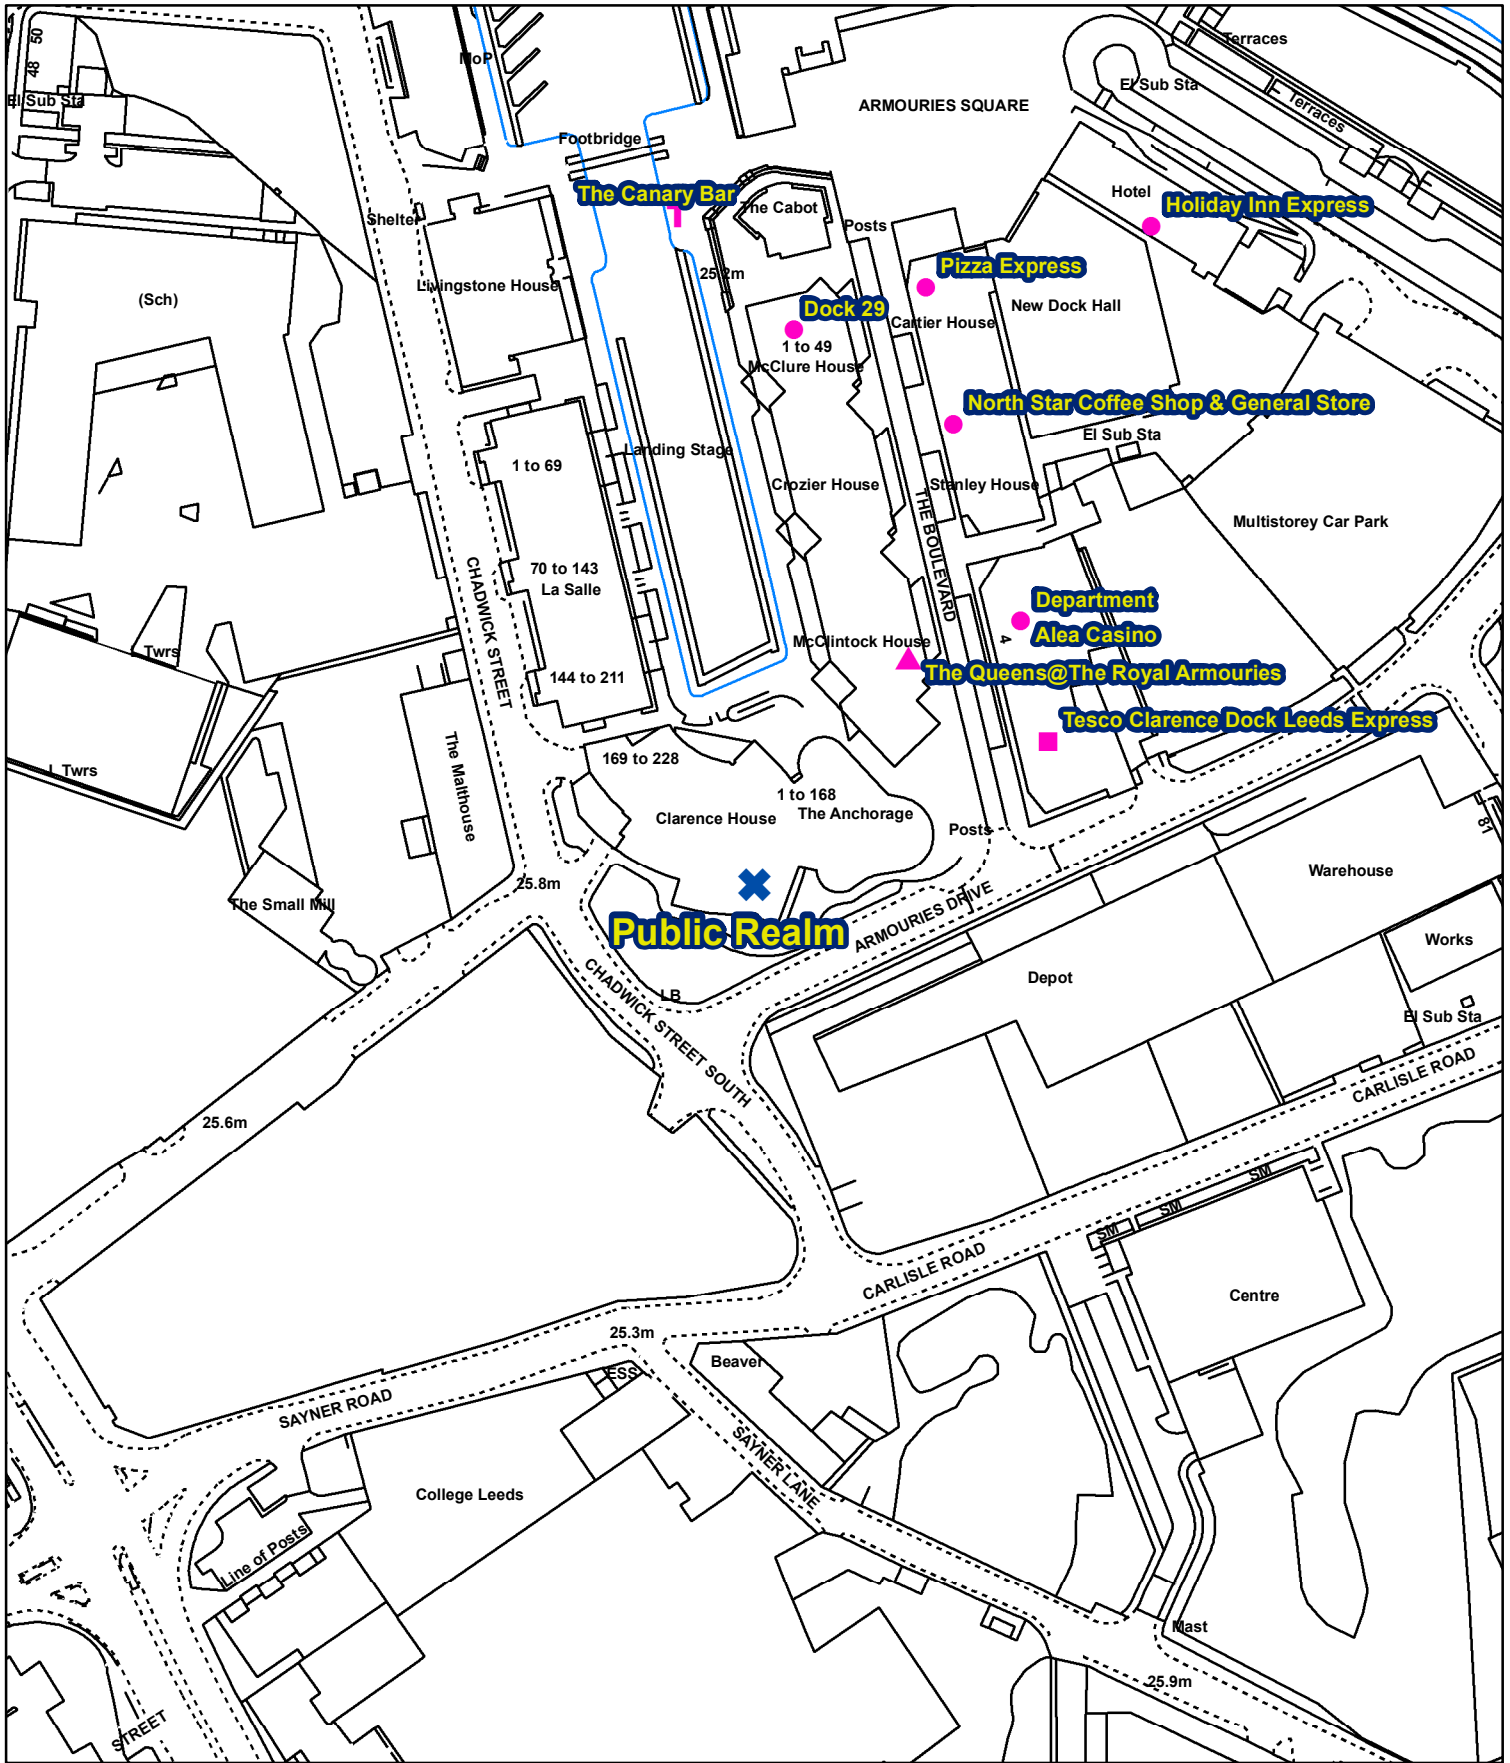 50
48
El Sub Sta
MoP
Terraces
El Sub Sta
Terraces
ARMOURIES SQUARE
Footbridge
The Canary Bar
The Cabot
Hotel
Holiday Inn Express
Shelter
Posts
Pizza Express
25.2m
Livingstone House
(Sch)
New Dock Hall
Dock 29
Cartier House
1 to 49
McClure House
North Star Coffee Shop & General Store
El Sub Sta
Landing Stage
1 to 69
Crozier House
Stanley House
THE BOULEVARD
Multistorey Car Park
CHADWICK STREET
70 to 143
La Salle
Department
4
Alea Casino
McClintock House
The Queens@The Royal Armouries
L Twrs
144 to 211
Tesco Clarence Dock Leeds Express
The Malthouse
169 to 228
L Twrs
1 to 168
The Anchorage
Clarence House
Posts
81
Warehouse
25.8m
The Small Mill
Public Realm
ARMOURIES DRIVE
Works
Depot
LB
CHADWICK STREET SOUTH
El Sub Sta
CARLISLE ROAD
25.6m
SM
SM
SM
CARLISLE ROAD
Centre
25.3m
Beaver
ESS
SAYNER ROAD
SAYNER LANE
College Leeds
Line of Posts
Mast
25.9m
STREET